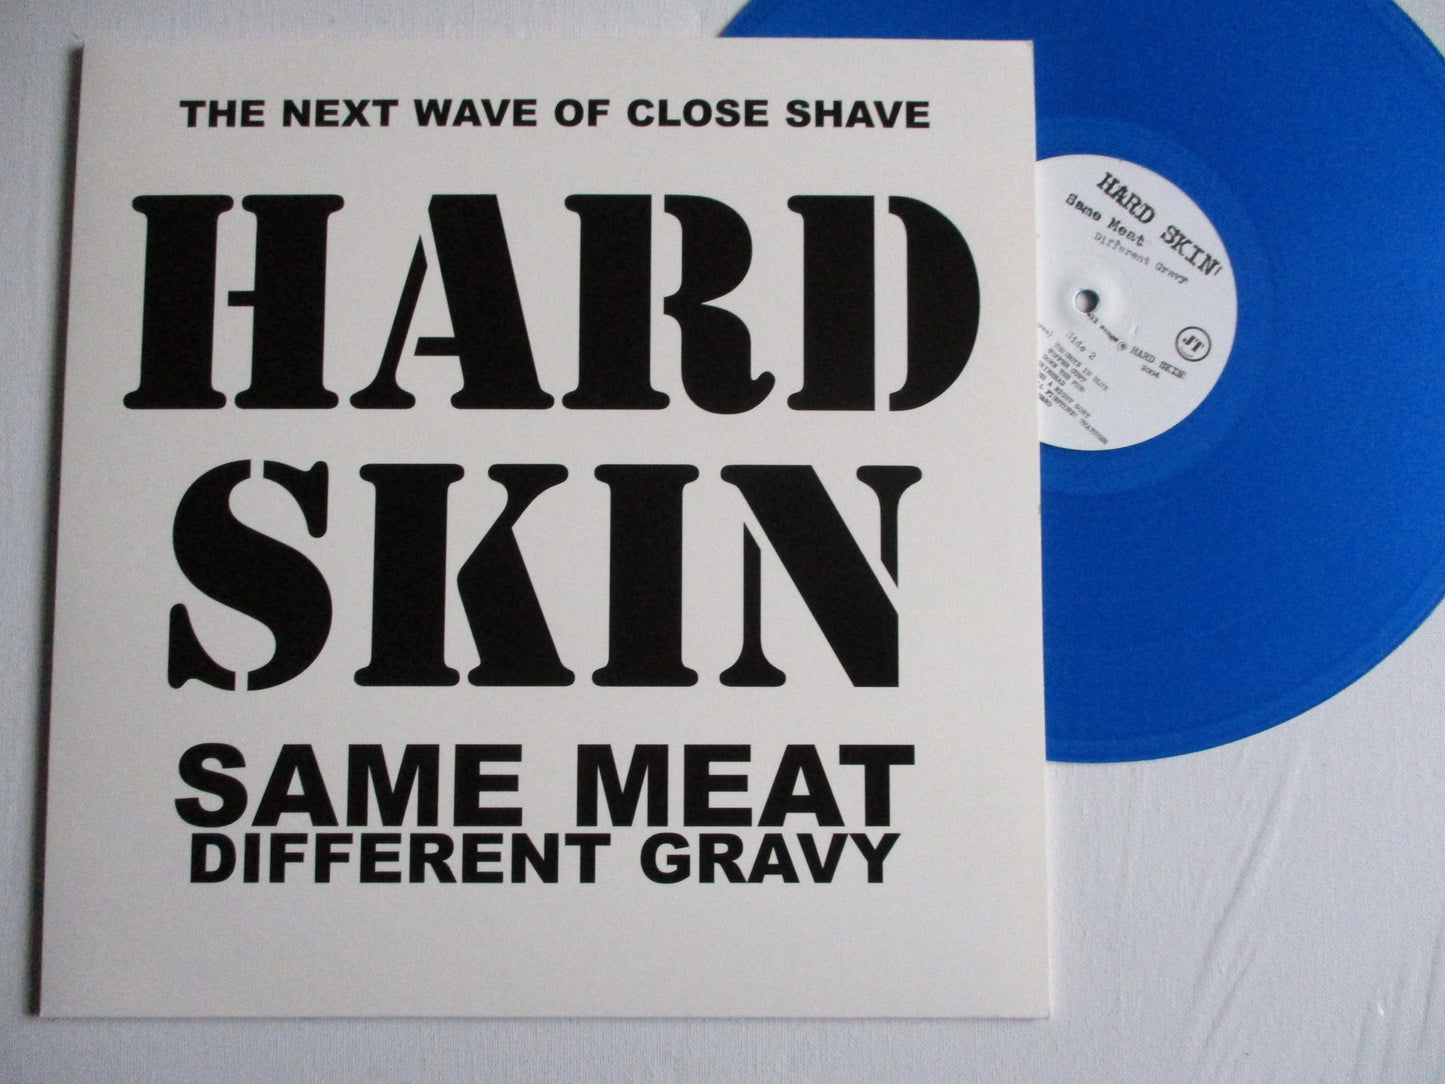 THE NEXT WAVE OF CLOSE SHAVE
HARD
SKIN
SAME MEAT
DIFFERENT GRAVY
HARD SKIN!
Same Meat
Different Gravy
Side 2
HARD SKIN
2004
JT